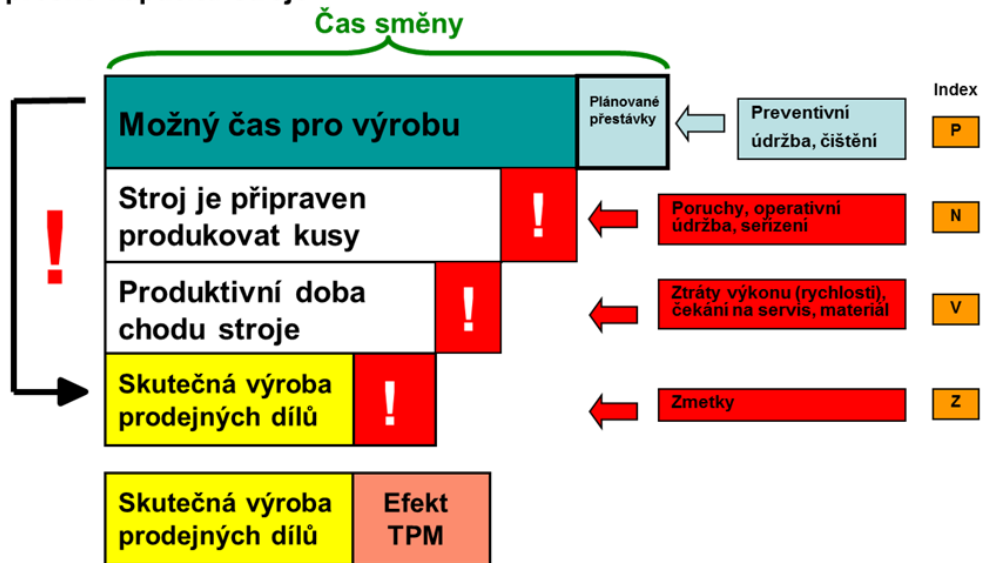 Čas směny
Možný čas pro výrobu
Plánované
přestávky
Preventivní
údržba, čištění
Index
P
Stroj je připraven
produkovat kusy
!
Poruchy, operativní
údržba, seřízení
N
!
Produktivní doba
chodu stroje
!
Ztráty výkonu (rychlosti),
čekání na servis, materiál
V
Skutečná výroba
prodejných dílů
!
Zmetky
Z
Skutečná výroba
prodejných dílů
Efekt
TPM